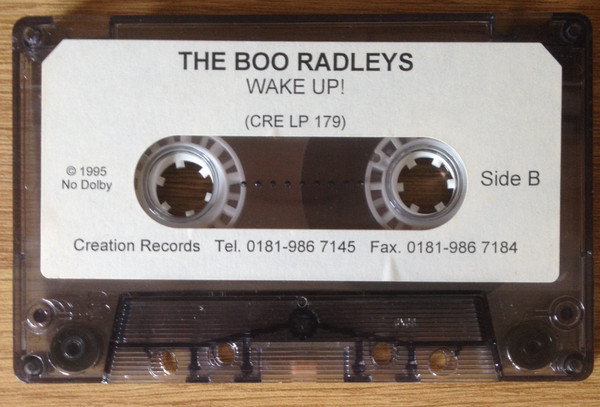 THE BOO RADLEYS
WAKE UP!
(CRE LP 179)
© 1995
No Dolby
Side B
Creation Records Tel. 0181-986 7145 Fax. 0181-986 7184